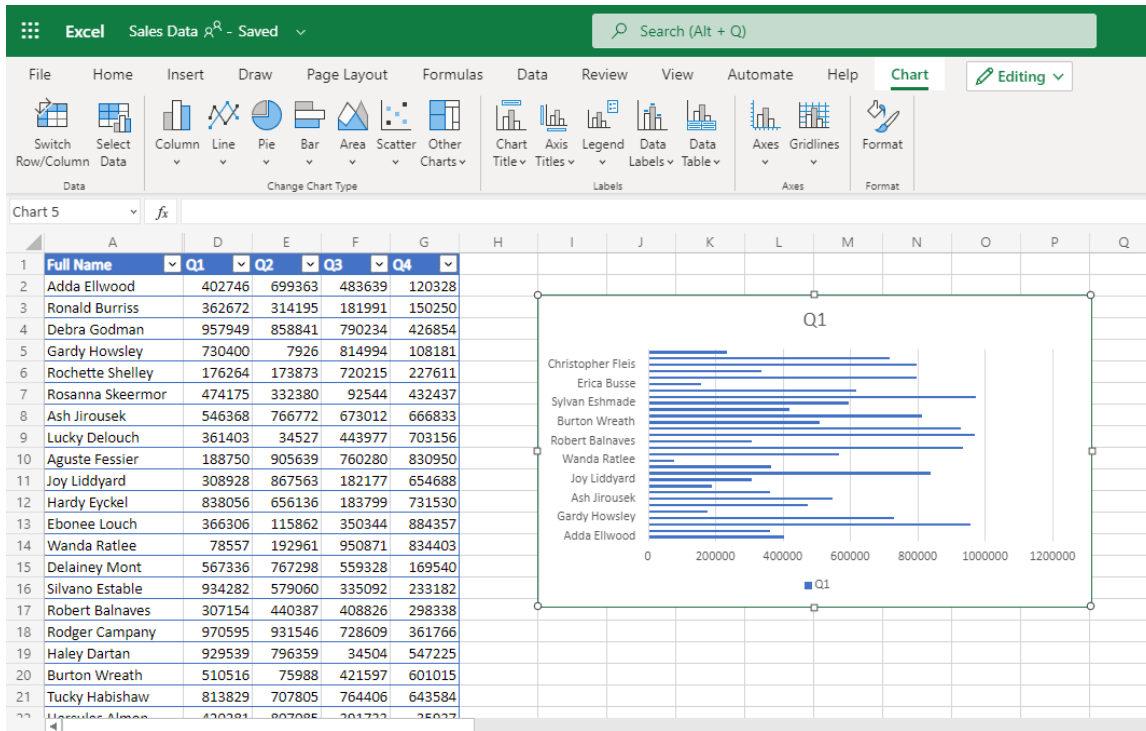 Excel Sales Data - Saved Search (Alt + Q)
File Home Insert Draw Page Layout Formulas Data Review View Automate Help Chart Editing
Switch Row/Column Select Data Column Line Pie Bar Area Scatter Other Charts Chart Title Axis Titles Legend Data Labels Data Table Axes Gridlines Format
Data Change Chart Type Labels Axes Format
Chart 5 fx
A D E F G H I J K L M N O P Q
1 Full Name Q1 Q2 Q3 Q4
2 Adda Ellwood 402746 699363 483639 120328
3 Ronald Burriss 362672 314195 181991 150250
4 Debra Godman 957949 858841 790234 426854
5 Gardy Howsley 730400 7926 814994 108181
6 Rochette Shelley 176264 173873 720215 227611
7 Rosanna Skeermor 474175 332380 92544 432437
8 Ash Jirousek 546368 766772 673012 666833
9 Lucky Delouch 361403 34527 443977 703156
10 Aguste Fessier 188750 905639 760280 830950
11 Joy Liddyard 308928 867563 182177 654688
12 Hardy Eyckel 838056 656136 183799 731530
13 Ebonee Louch 366306 115862 350344 884357
14 Wanda Ratlee 78557 192961 950871 834403
15 Delainey Mont 567336 767298 559328 169540
16 Silvano Estable 934282 579060 335092 233182
17 Robert Balnaves 307154 440387 408826 298338
18 Rodger Campany 970595 931546 728609 361766
19 Haley Dartan 929539 796359 34504 547225
20 Burton Wreath 510516 75988 421597 601015
21 Tucky Habishaw 813829 707805 764406 643584
Q1
Christopher Fleis
Erica Busse
Sylvan Eshmade
Burton Wreath
Robert Balnaves
Wanda Ratlee
Joy Liddyard
Ash Jirousek
Gardy Howsley
Adda Ellwood
0 200000 400000 600000 800000 1000000 1200000
Q1